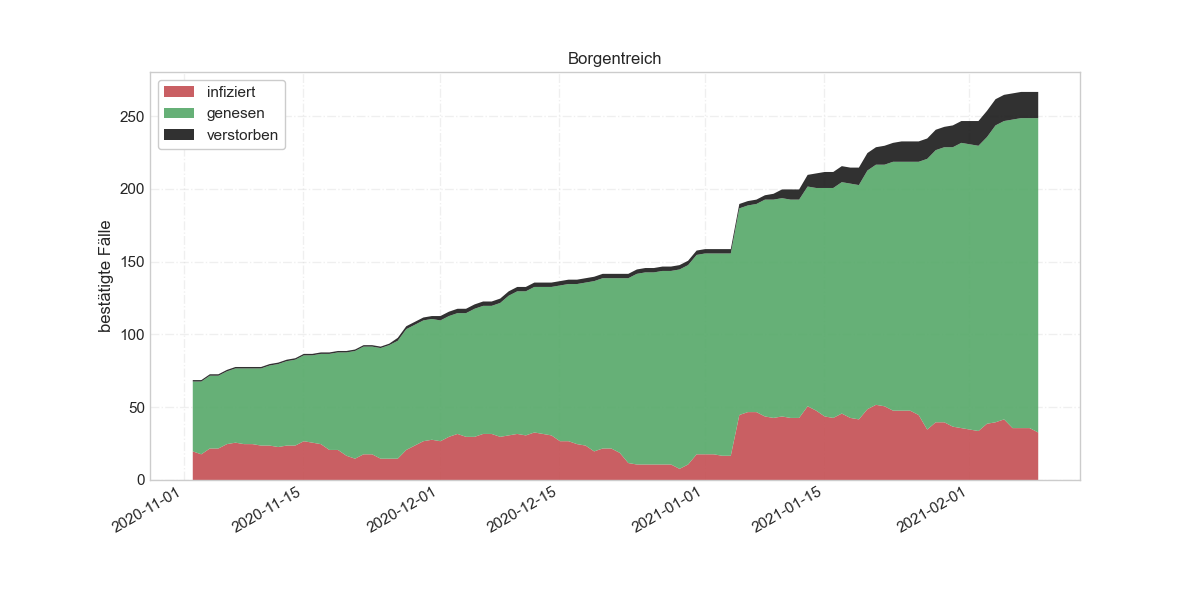 Borgentreich
infiziert
genesen
verstorben
bestätigte Fälle
250
200
150
100
50
0
2020-11-01
2020-11-15
2020-12-01
2020-12-15
2021-01-01
2021-01-15
2021-02-01